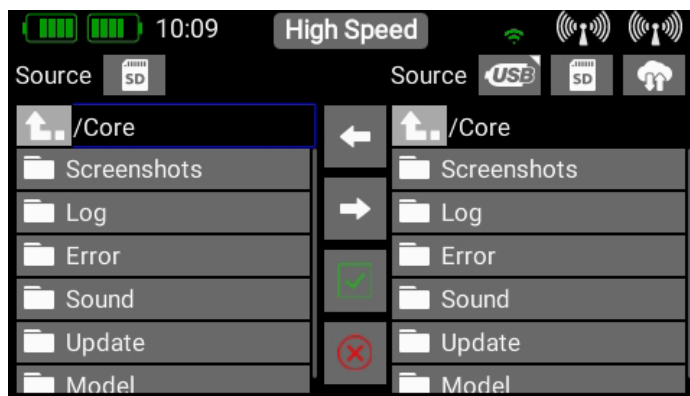 10:09 High Speed
Source SD Source USB SD
/Core /Core
Screenshots Screenshots
Log Log
Error Error
Sound Sound
Update Update
Model Model